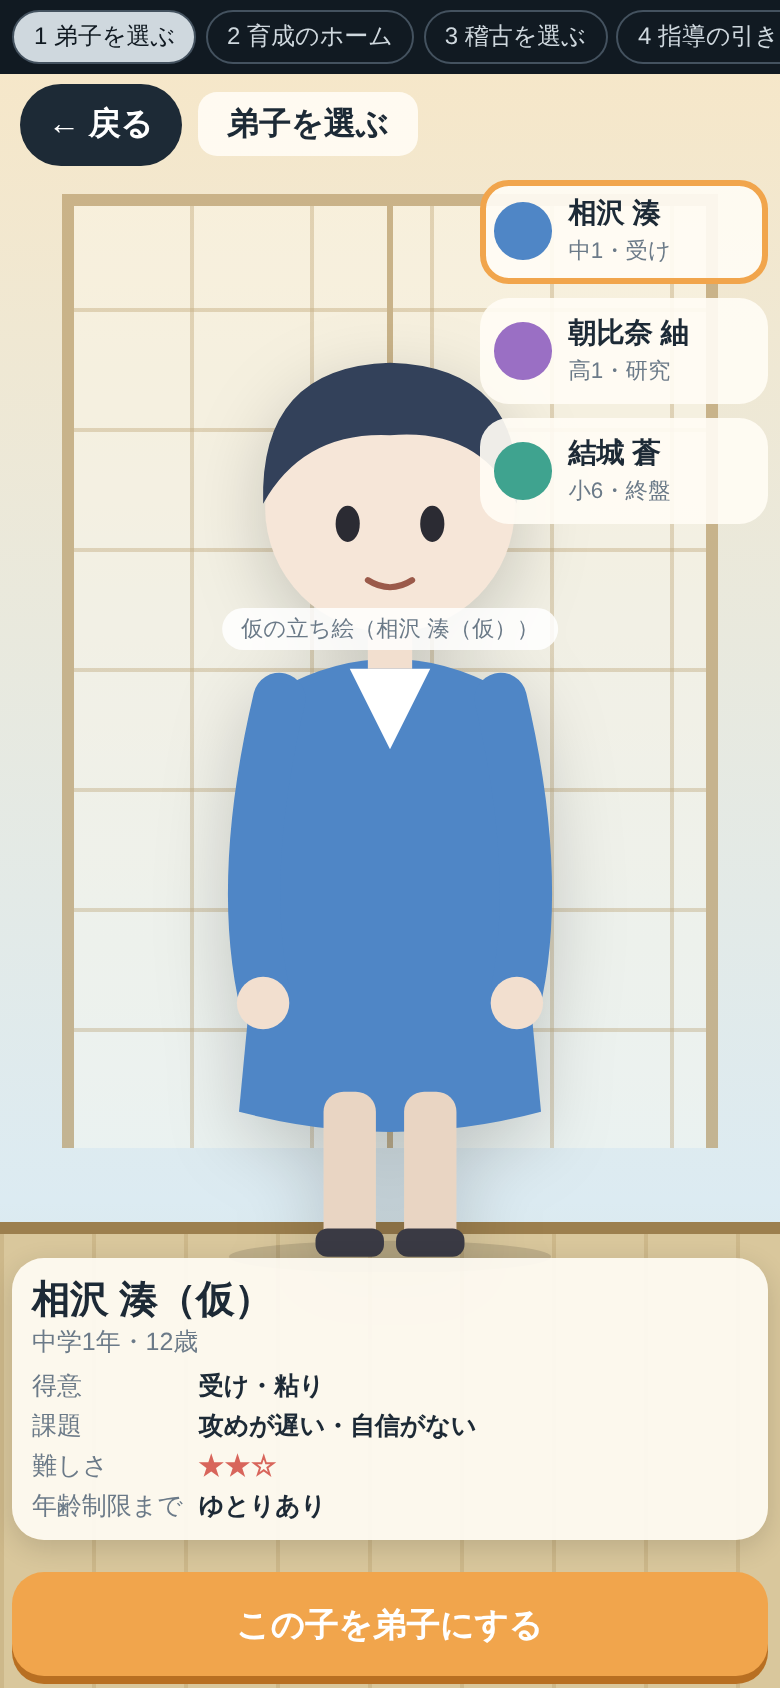 1 弟子を選ぶ 2 育成のホーム 3 稽古を選ぶ 4 指導の引き
← 戻る 弟子を選ぶ
相沢 湊
中1・受け
朝比奈 紬
高1・研究
結城 蒼
小6・終盤
仮の立ち絵（相沢 湊（仮））
相沢 湊（仮）
中学1年・12歳
得意 受け・粘り
課題 攻めが遅い・自信がない
難しさ ★★☆
年齢制限まで ゆとりあり
この子を弟子にする